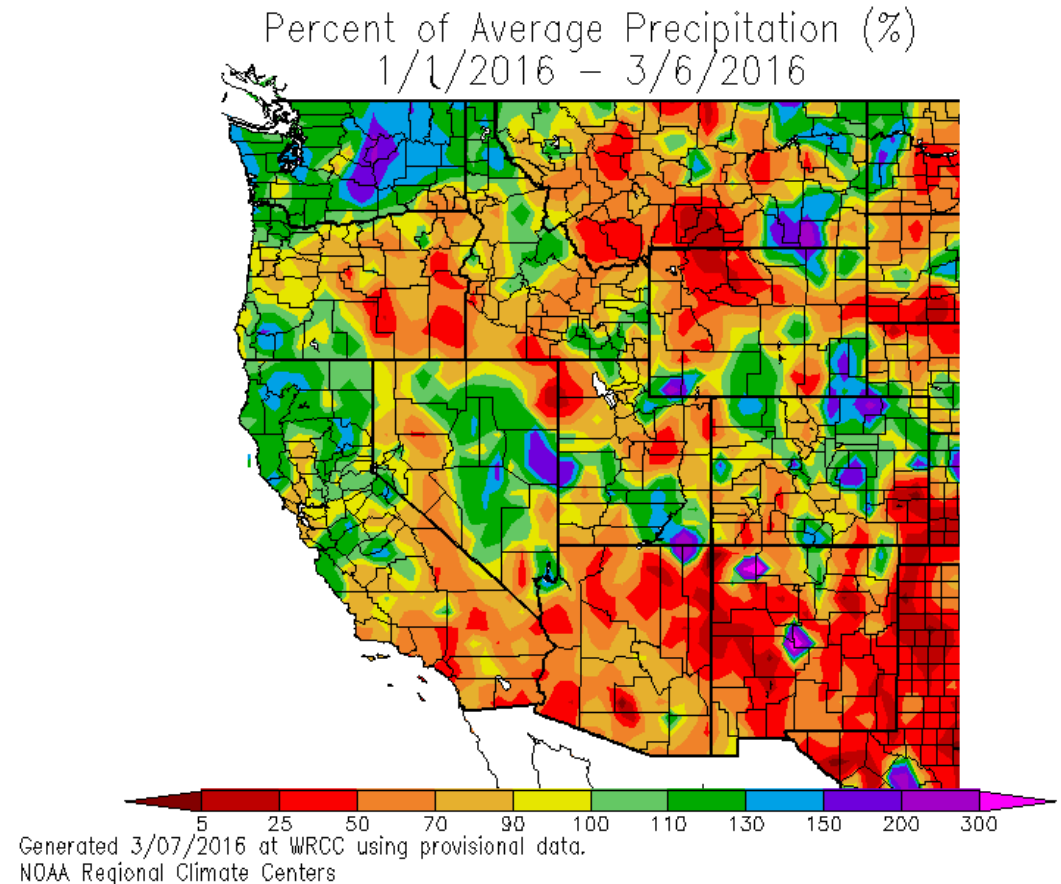 Percent of Average Precipitation (%)
1/1/2016 – 3/6/2016
5 25 50 70 90 100 110 130 150 200 300
Generated 3/07/2016 at WRCC using provisional data.
NOAA Regional Climate Centers